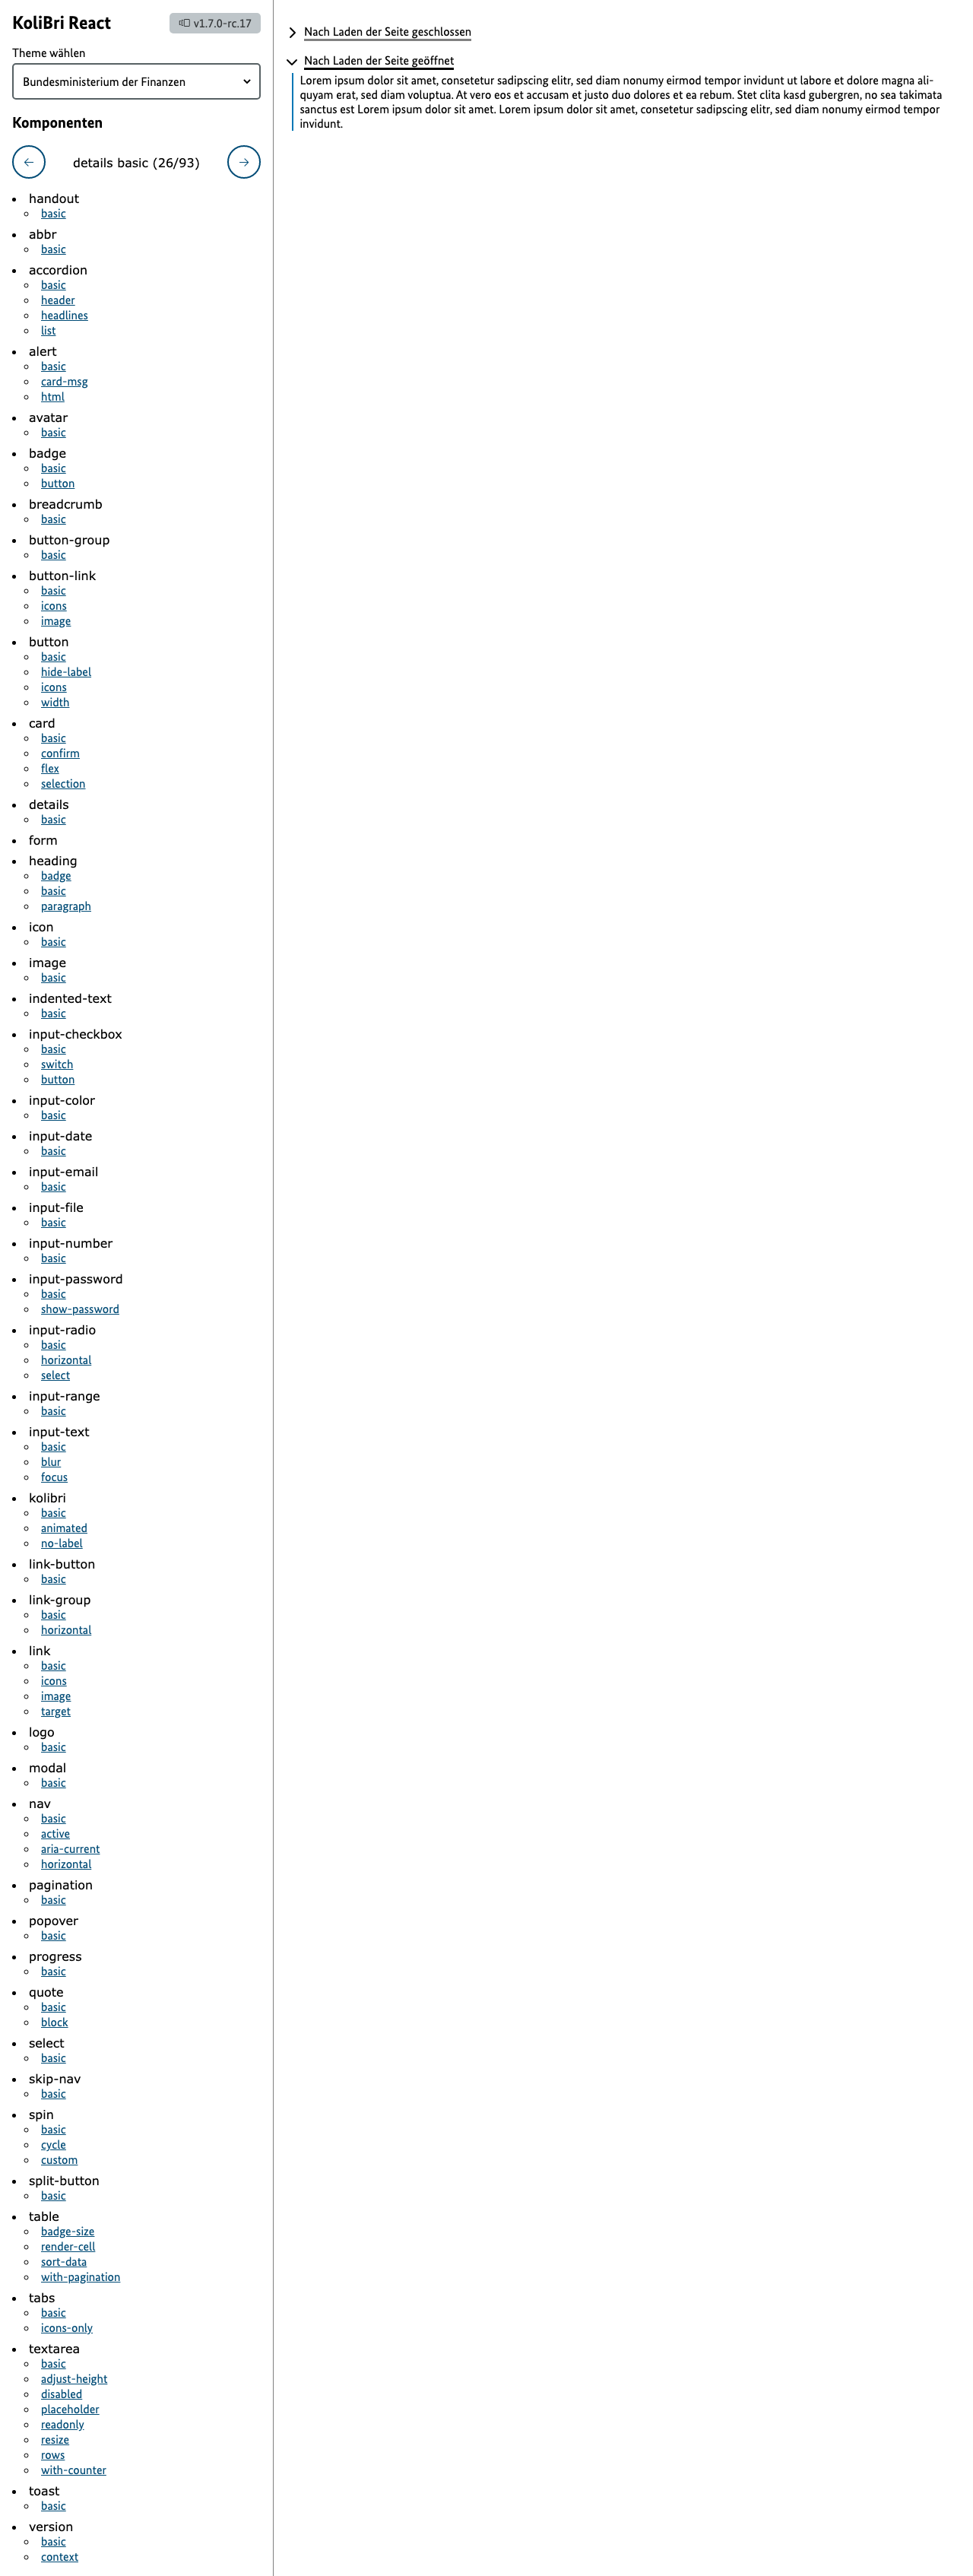 KoliBri React
v1.7.0-rc.17
Theme wählen
Bundesministerium der Finanzen
Komponenten
details basic (26/93)
handout
basic
abbr
basic
accordion
basic
header
headlines
list
alert
basic
card-msg
html
avatar
basic
badge
basic
button
breadcrumb
basic
button-group
basic
button-link
basic
icons
image
button
basic
hide-label
icons
width
card
basic
confirm
flex
selection
details
basic
form
heading
badge
basic
paragraph
icon
basic
image
basic
indented-text
basic
input-checkbox
basic
switch
button
input-color
basic
input-date
basic
input-email
basic
input-file
basic
input-number
basic
input-password
basic
show-password
input-radio
basic
horizontal
select
input-range
basic
input-text
basic
blur
focus
kolibri
basic
animated
no-label
link-button
basic
link-group
basic
horizontal
link
basic
icons
image
target
logo
basic
modal
basic
nav
basic
active
aria-current
horizontal
pagination
basic
popover
basic
progress
basic
quote
basic
block
select
basic
skip-nav
basic
spin
basic
cycle
custom
split-button
basic
table
badge-size
render-cell
sort-data
with-pagination
tabs
basic
icons-only
textarea
basic
adjust-height
disabled
placeholder
readonly
resize
rows
with-counter
toast
basic
version
basic
context
Nach Laden der Seite geschlossen
Nach Laden der Seite geöffnet
Lorem ipsum dolor sit amet, consetetur sadipscing elitr, sed diam nonumy eirmod tempor invidunt ut labore et dolore magna ali-
quyam erat, sed diam voluptua. At vero eos et accusam et justo duo dolores et ea rebum. Stet clita kasd gubergren, no sea takimata
sanctus est Lorem ipsum dolor sit amet. Lorem ipsum dolor sit amet, consetetur sadipscing elitr, sed diam nonumy eirmod tempor
invidunt.